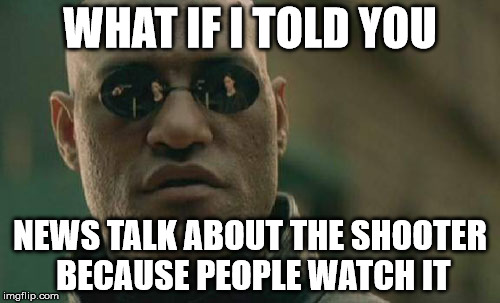 WHAT IF I TOLD YOU
NEWS TALK ABOUT THE SHOOTER
BECAUSE PEOPLE WATCH IT
imgflip.com